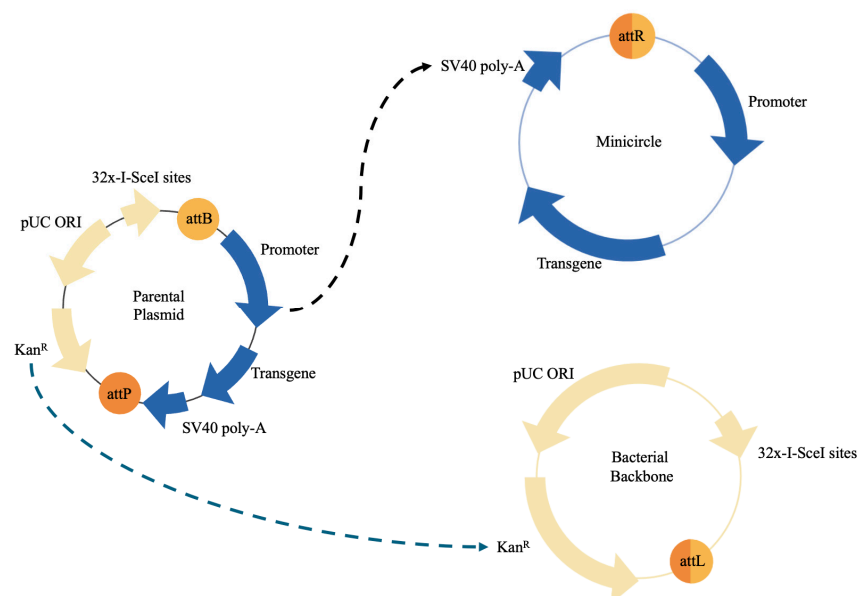 attR
SV40 poly-A
Promoter
Minicircle
Transgene
32x-I-SceI sites
attB
pUC ORI
Promoter
Parental
Plasmid
Kanᴿ
Transgene
attP
SV40 poly-A
pUC ORI
32x-I-SceI sites
Bacterial
Backbone
Kanᴿ
attL